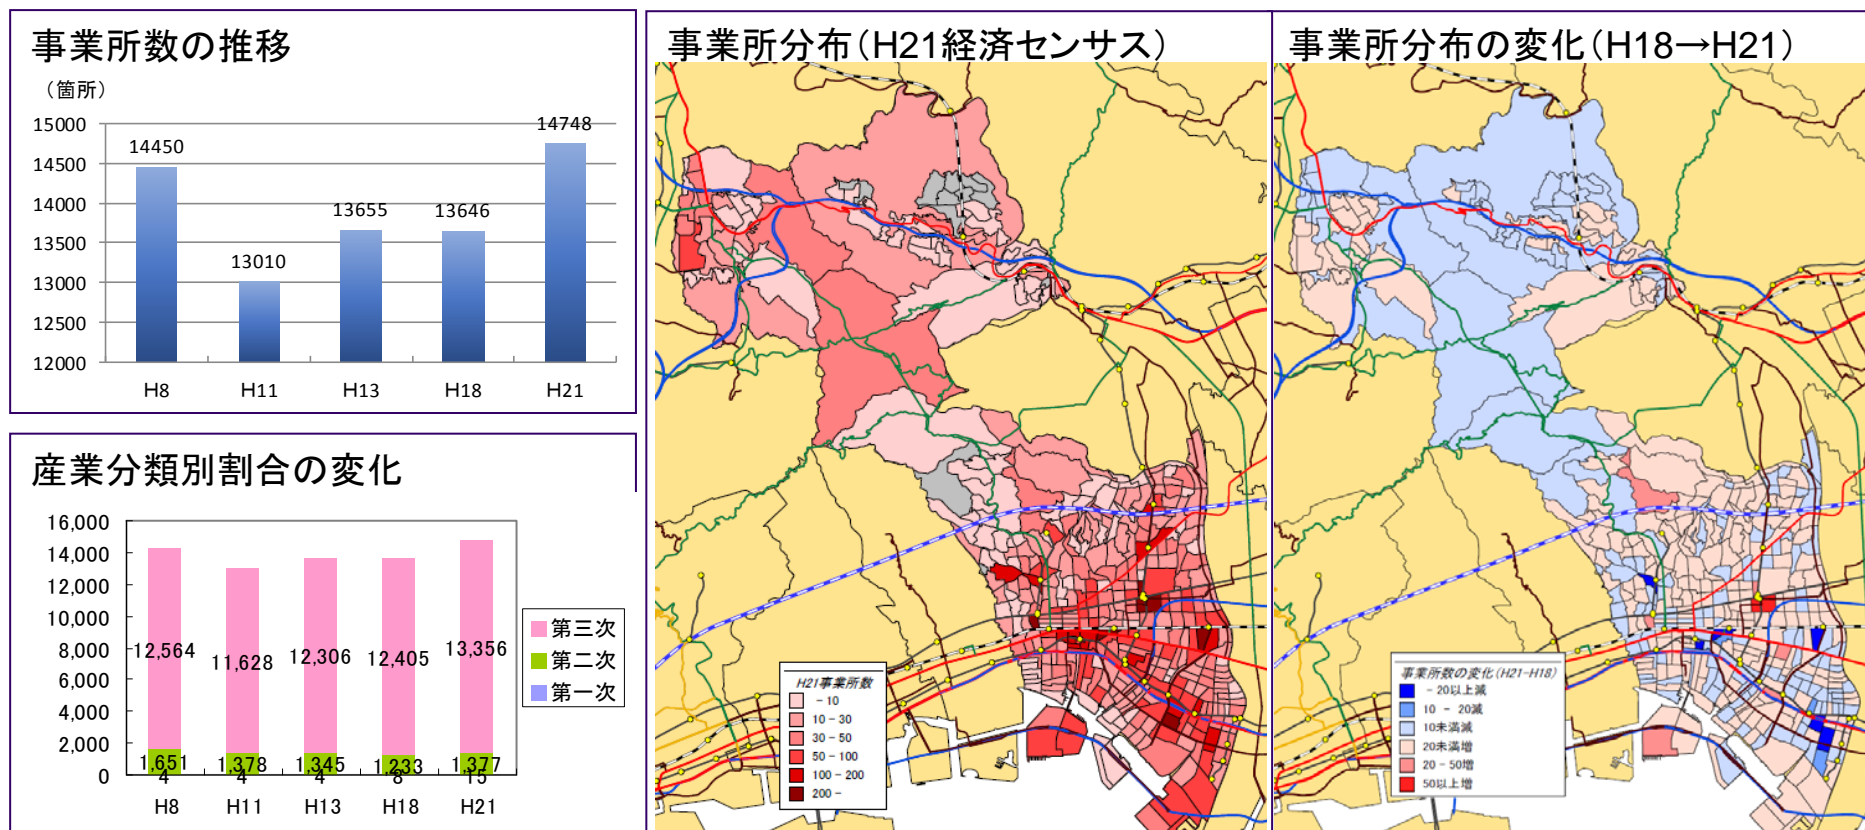 事業所数の推移
（箇所）
15000
14500
14000
13500
13000
12500
12000
14450
13010
13655
13646
14748
H8 H11 H13 H18 H21
産業分類別割合の変化
16,000
14,000
12,000
10,000
8,000
6,000
4,000
2,000
0
12,564 11,628 12,306 12,405 13,356
1,651 1,378 1,345 1,233 1,377
4 4 4 8 15
H8 H11 H13 H18 H21
第三次
第二次
第一次
事業所分布（H21経済センサス）
H21事業所数
- 10
10 - 30
30 - 50
50 - 100
100 - 200
200 -
事業所分布の変化（H18→H21）
事業所数の変化(H21-H18)
- 20以上減
10 - 20減
10未満減
20未満増
20 - 50増
50以上増